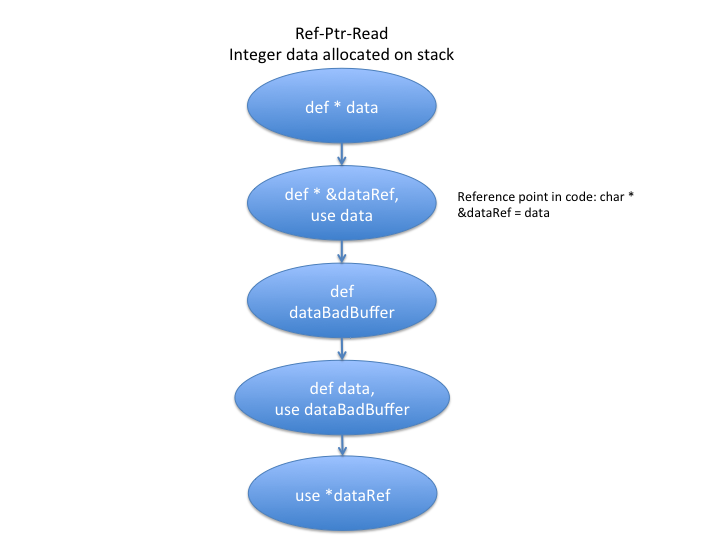 Ref-Ptr-Read
Integer data allocated on stack
def * data
def * &dataRef,
use data
Reference point in code: char *
&dataRef = data
def
dataBadBuffer
def data,
use dataBadBuffer
use *dataRef